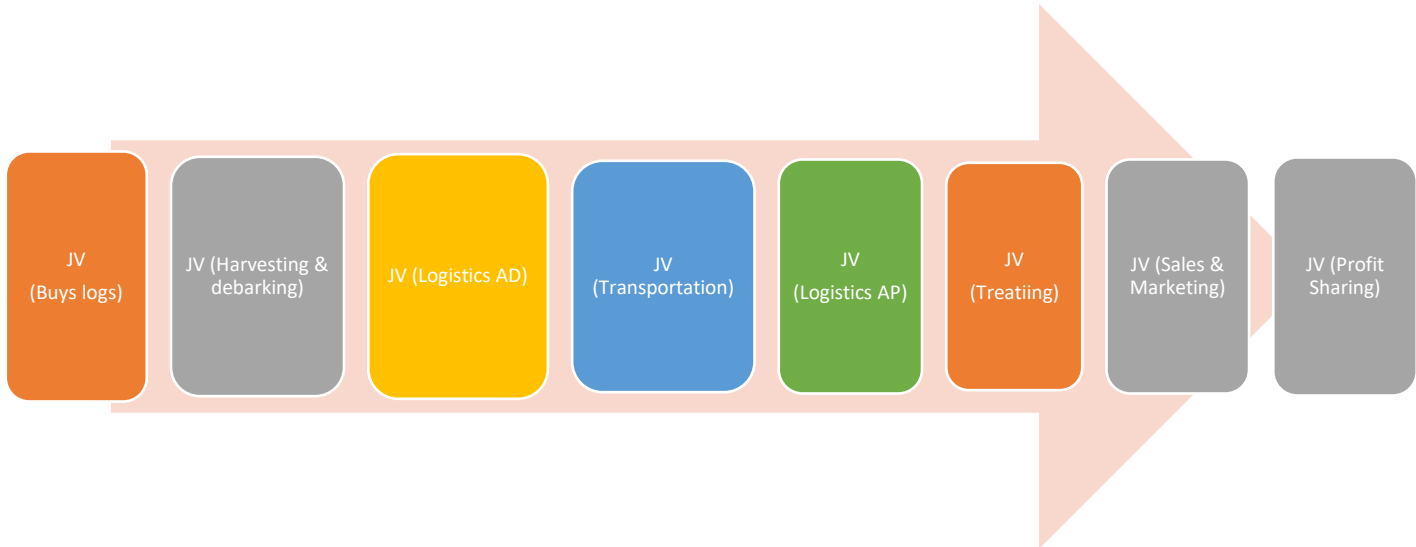 JV
(Buys logs)
JV (Harvesting &
debarking)
JV (Logistics AD)
JV
(Transportation)
JV
(Logistics AP)
JV
(Treatiing)
JV (Sales &
Marketing)
JV (Profit
Sharing)